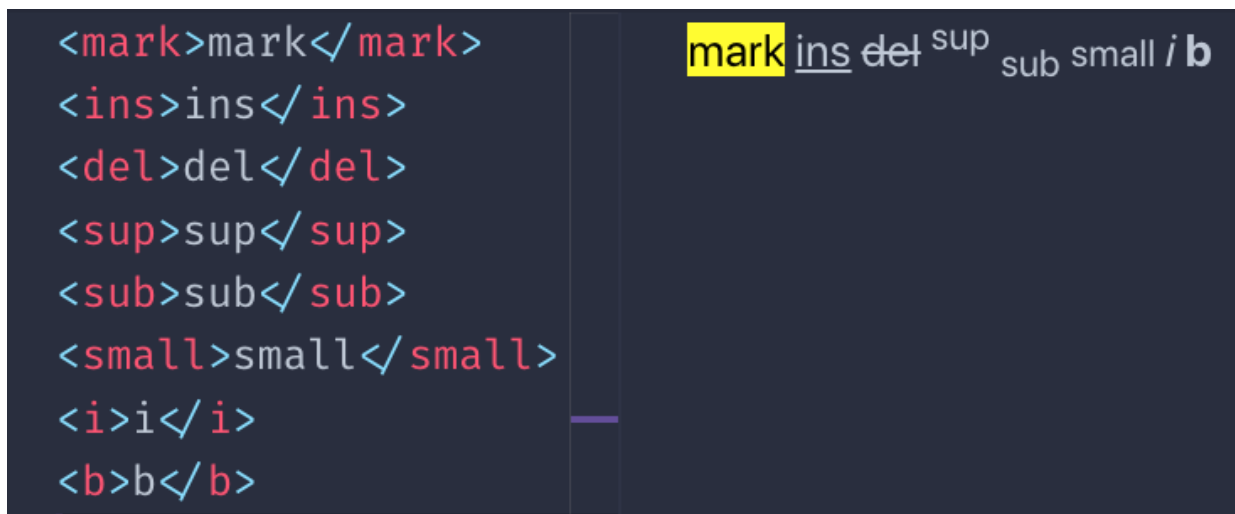 <mark>mark</mark>
<ins>ins</ins>
<del>del</del>
<sup>sup</sup>
<sub>sub</sub>
<small>small</small>
<i>i</i>
<b>b</b>
mark ins del sup sub small i b